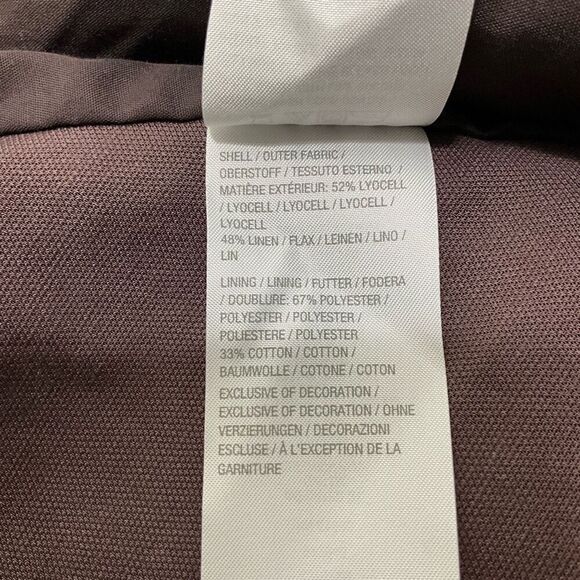 SHELL / OUTER FABRIC /
OBERSTOFF / TESSUTO ESTERNO /
MATIÈRE EXTÉRIEUR: 52% LYOCELL
/ LYOCELL / LYOCELL / LYOCELL /
LYOCELL
48% LINEN / FLAX / LEINEN / LINO /
LIN
LINING / LINING / FUTTER / FODERA
/ DOUBLURE: 67% POLYESTER /
POLYESTER / POLYESTER /
POLIESTERE / POLYESTER
33% COTTON / COTTON /
BAUMWOLLE / COTONE / COTON
EXCLUSIVE OF DECORATION /
EXCLUSIVE OF DECORATION / OHNE
VERZIERUNGEN / DECORAZIONI
ESCLUSE / À L'EXCEPTION DE LA
GARNITURE